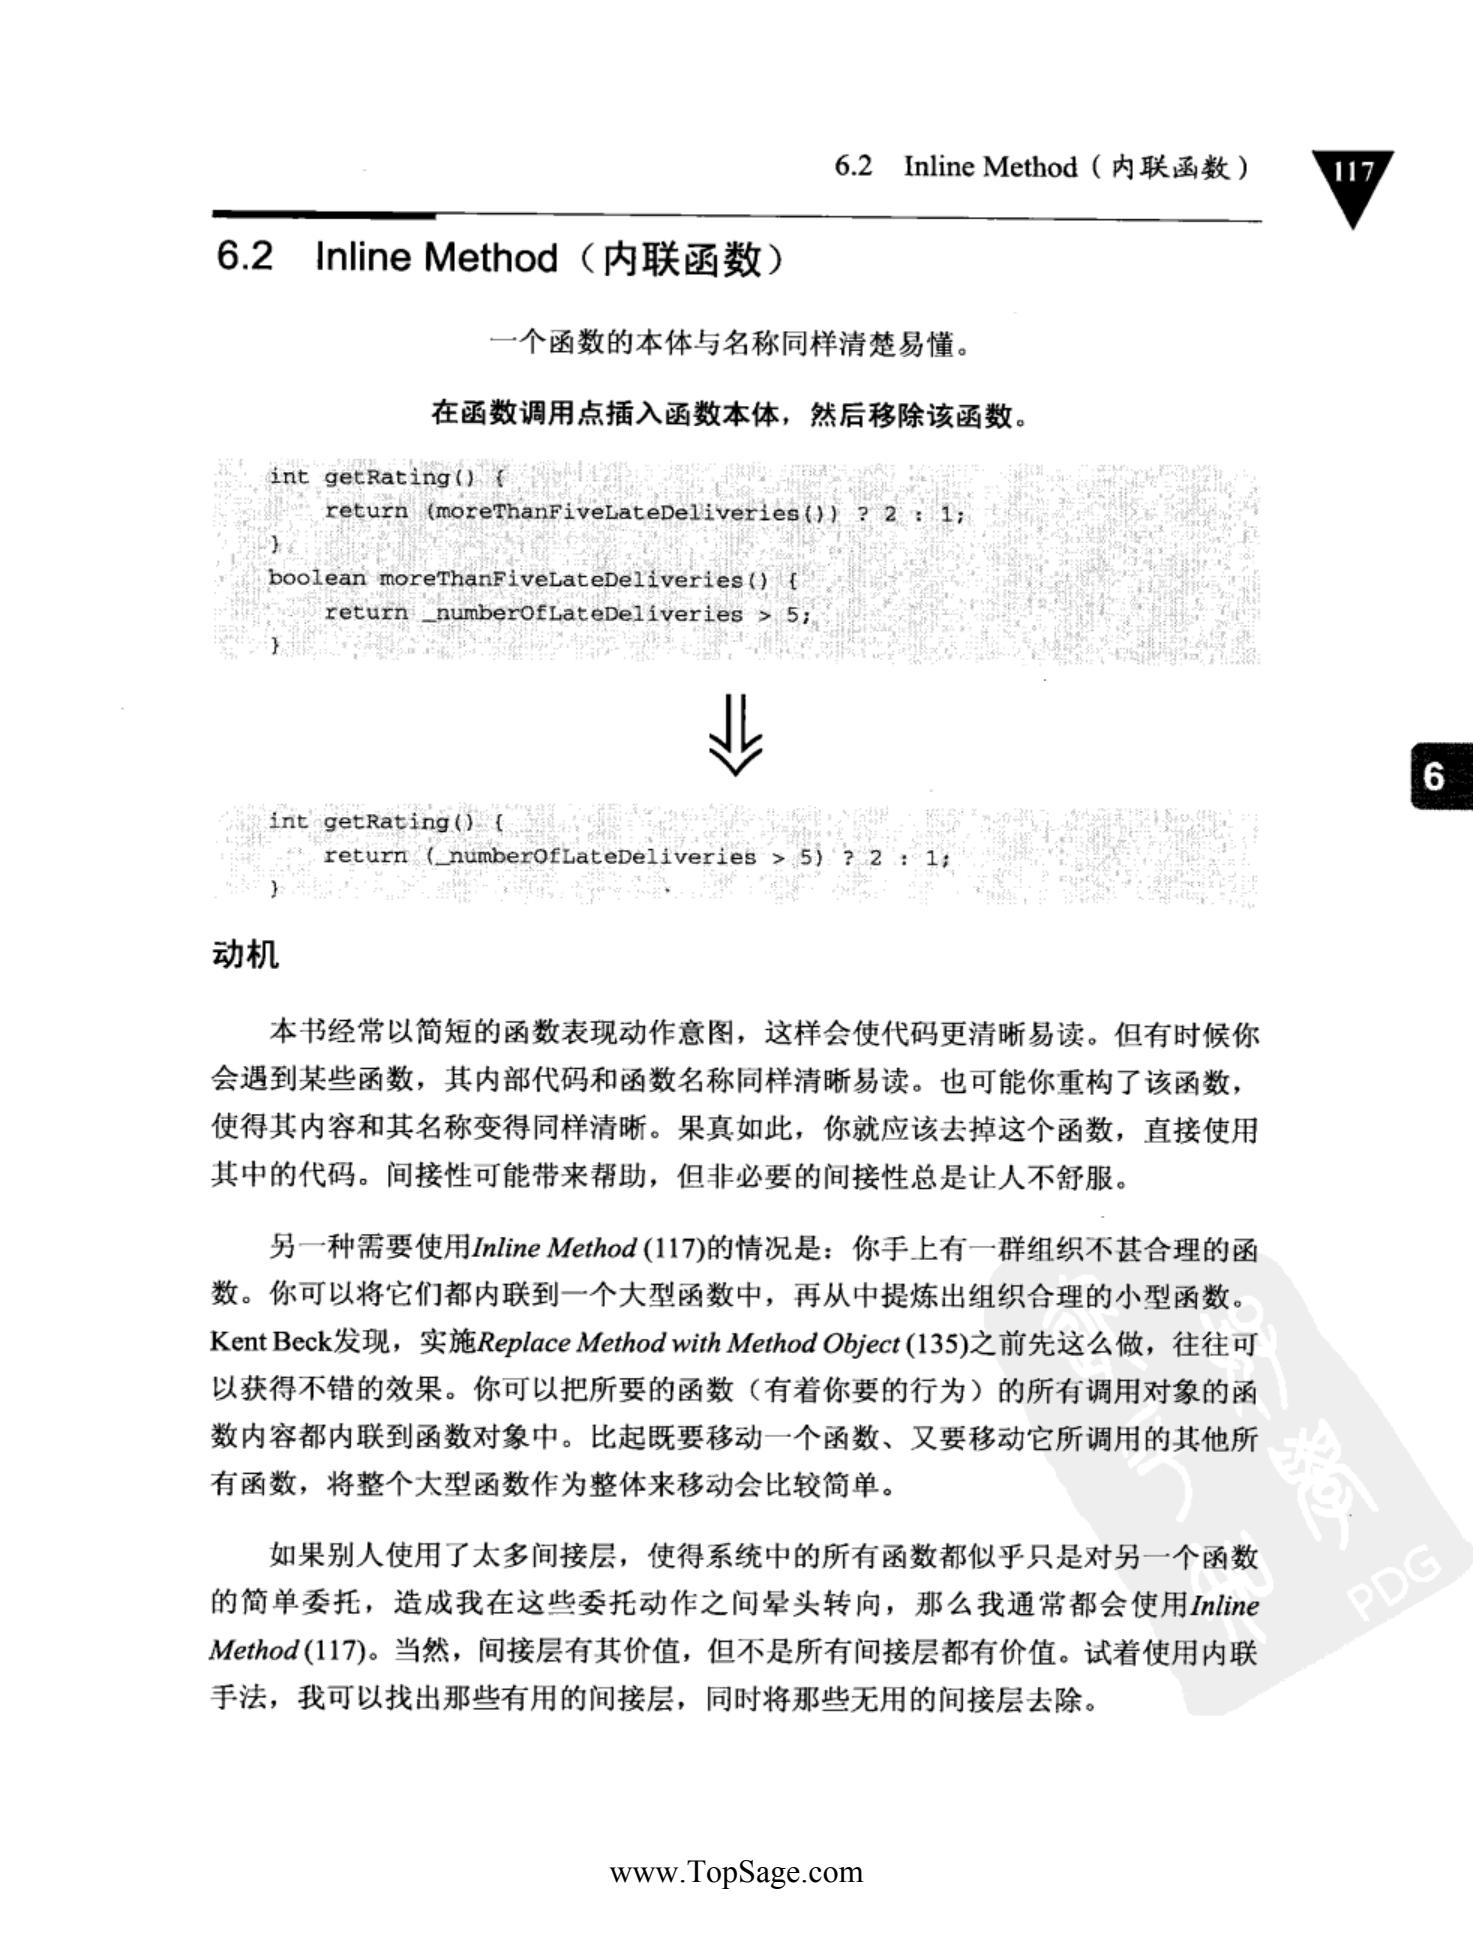 6.2 Inline Method（内联函数） 117
6.2 Inline Method（内联函数）
一个函数的本体与名称同样清楚易懂。
在函数调用点插入函数本体，然后移除该函数。
int getRating() {
return (moreThanFiveLateDeliveries()) ? 2 : 1;
}
boolean moreThanFiveLateDeliveries() {
return _numberOfLateDeliveries > 5;
}
6
int getRating() {
return (_numberOfLateDeliveries > 5) ? 2 : 1;
}
动机
本书经常以简短的函数表现动作意图，这样会使代码更清晰易读。但有时候你
会遇到某些函数，其内部代码和函数名称同样清晰易读。也可能你重构了该函数，
使得其内容和其名称变得同样清晰。果真如此，你就应该去掉这个函数，直接使用
其中的代码。间接性可能带来帮助，但非必要的间接性总是让人不舒服。
另一种需要使用Inline Method (117)的情况是：你手上有一群组织不甚合理的函
数。你可以将它们都内联到一个大型函数中，再从中提炼出组织合理的小型函数。
Kent Beck发现，实施Replace Method with Method Object (135)之前先这么做，往往可
以获得不错的效果。你可以把所要的函数（有着你要的行为）的所有调用对象的函
数内容都内联到函数对象中。比起既要移动一个函数、又要移动它所调用的其他所
有函数，将整个大型函数作为整体来移动会比较简单。
如果别人使用了太多间接层，使得系统中的所有函数都似乎只是对另一个函数
的简单委托，造成我在这些委托动作之间晕头转向，那么我通常都会使用Inline
Method (117)。当然，间接层有其价值，但不是所有间接层都有价值。试着使用内联
手法，我可以找出那些有用的间接层，同时将那些无用的间接层去除。
PDG
www.TopSage.com